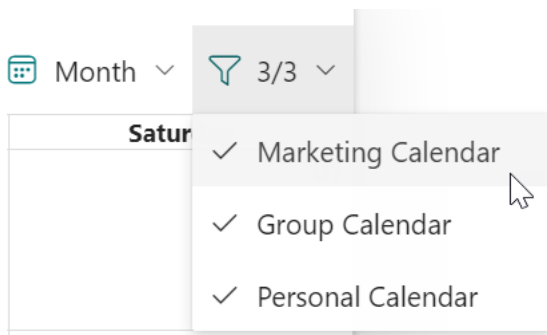 Month
3/3
Satur
Marketing Calendar
Group Calendar
Personal Calendar